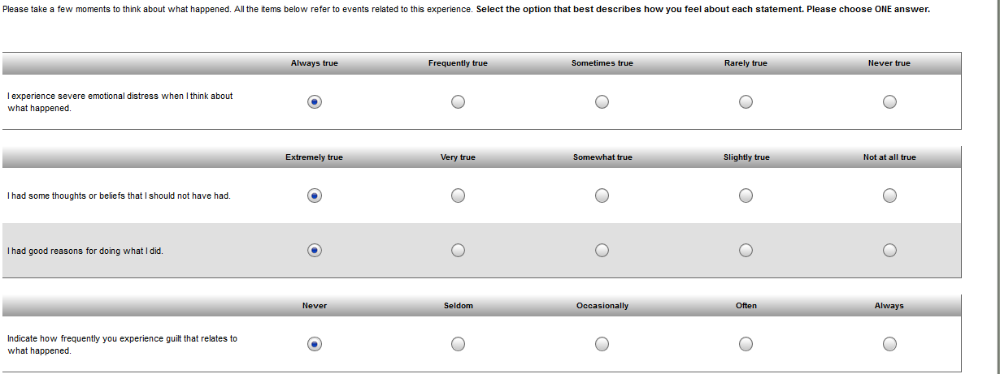 Please take a few moments to think about what happened. All the items below refer to events related to this experience. Select the option that best describes how you feel about each statement. Please choose ONE answer.
Always true Frequently true Sometimes true Rarely true Never true
I experience severe emotional distress when I think about
what happened.
Extremely true Very true Somewhat true Slightly true Not at all true
I had some thoughts or beliefs that I should not have had.
I had good reasons for doing what I did.
Never Seldom Occasionally Often Always
Indicate how frequently you experience guilt that relates to
what happened.